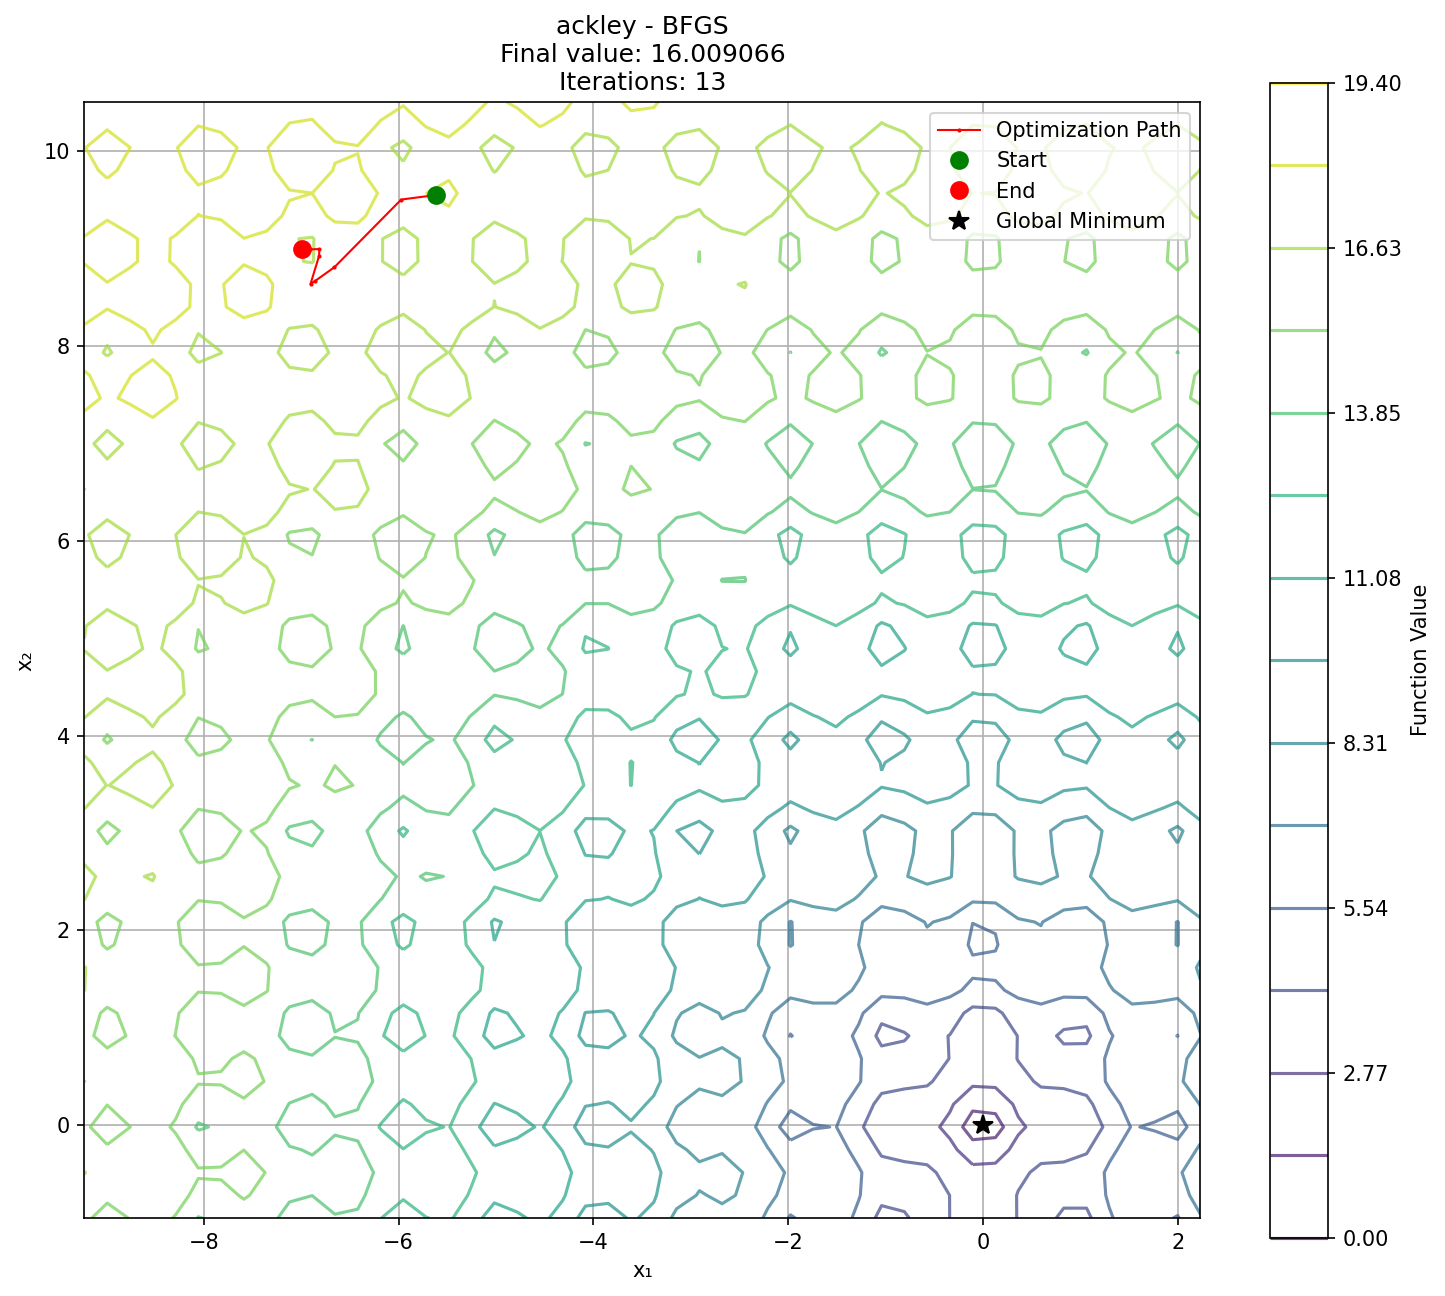 ackley - BFGS
Final value: 16.009066
Iterations: 13
Optimization Path
Start
End
Global Minimum
10
8
6
4
2
0
x₂
−8
−6
−4
−2
0
2
x₁
19.40
16.63
13.85
11.08
8.31
5.54
2.77
0.00
Function Value